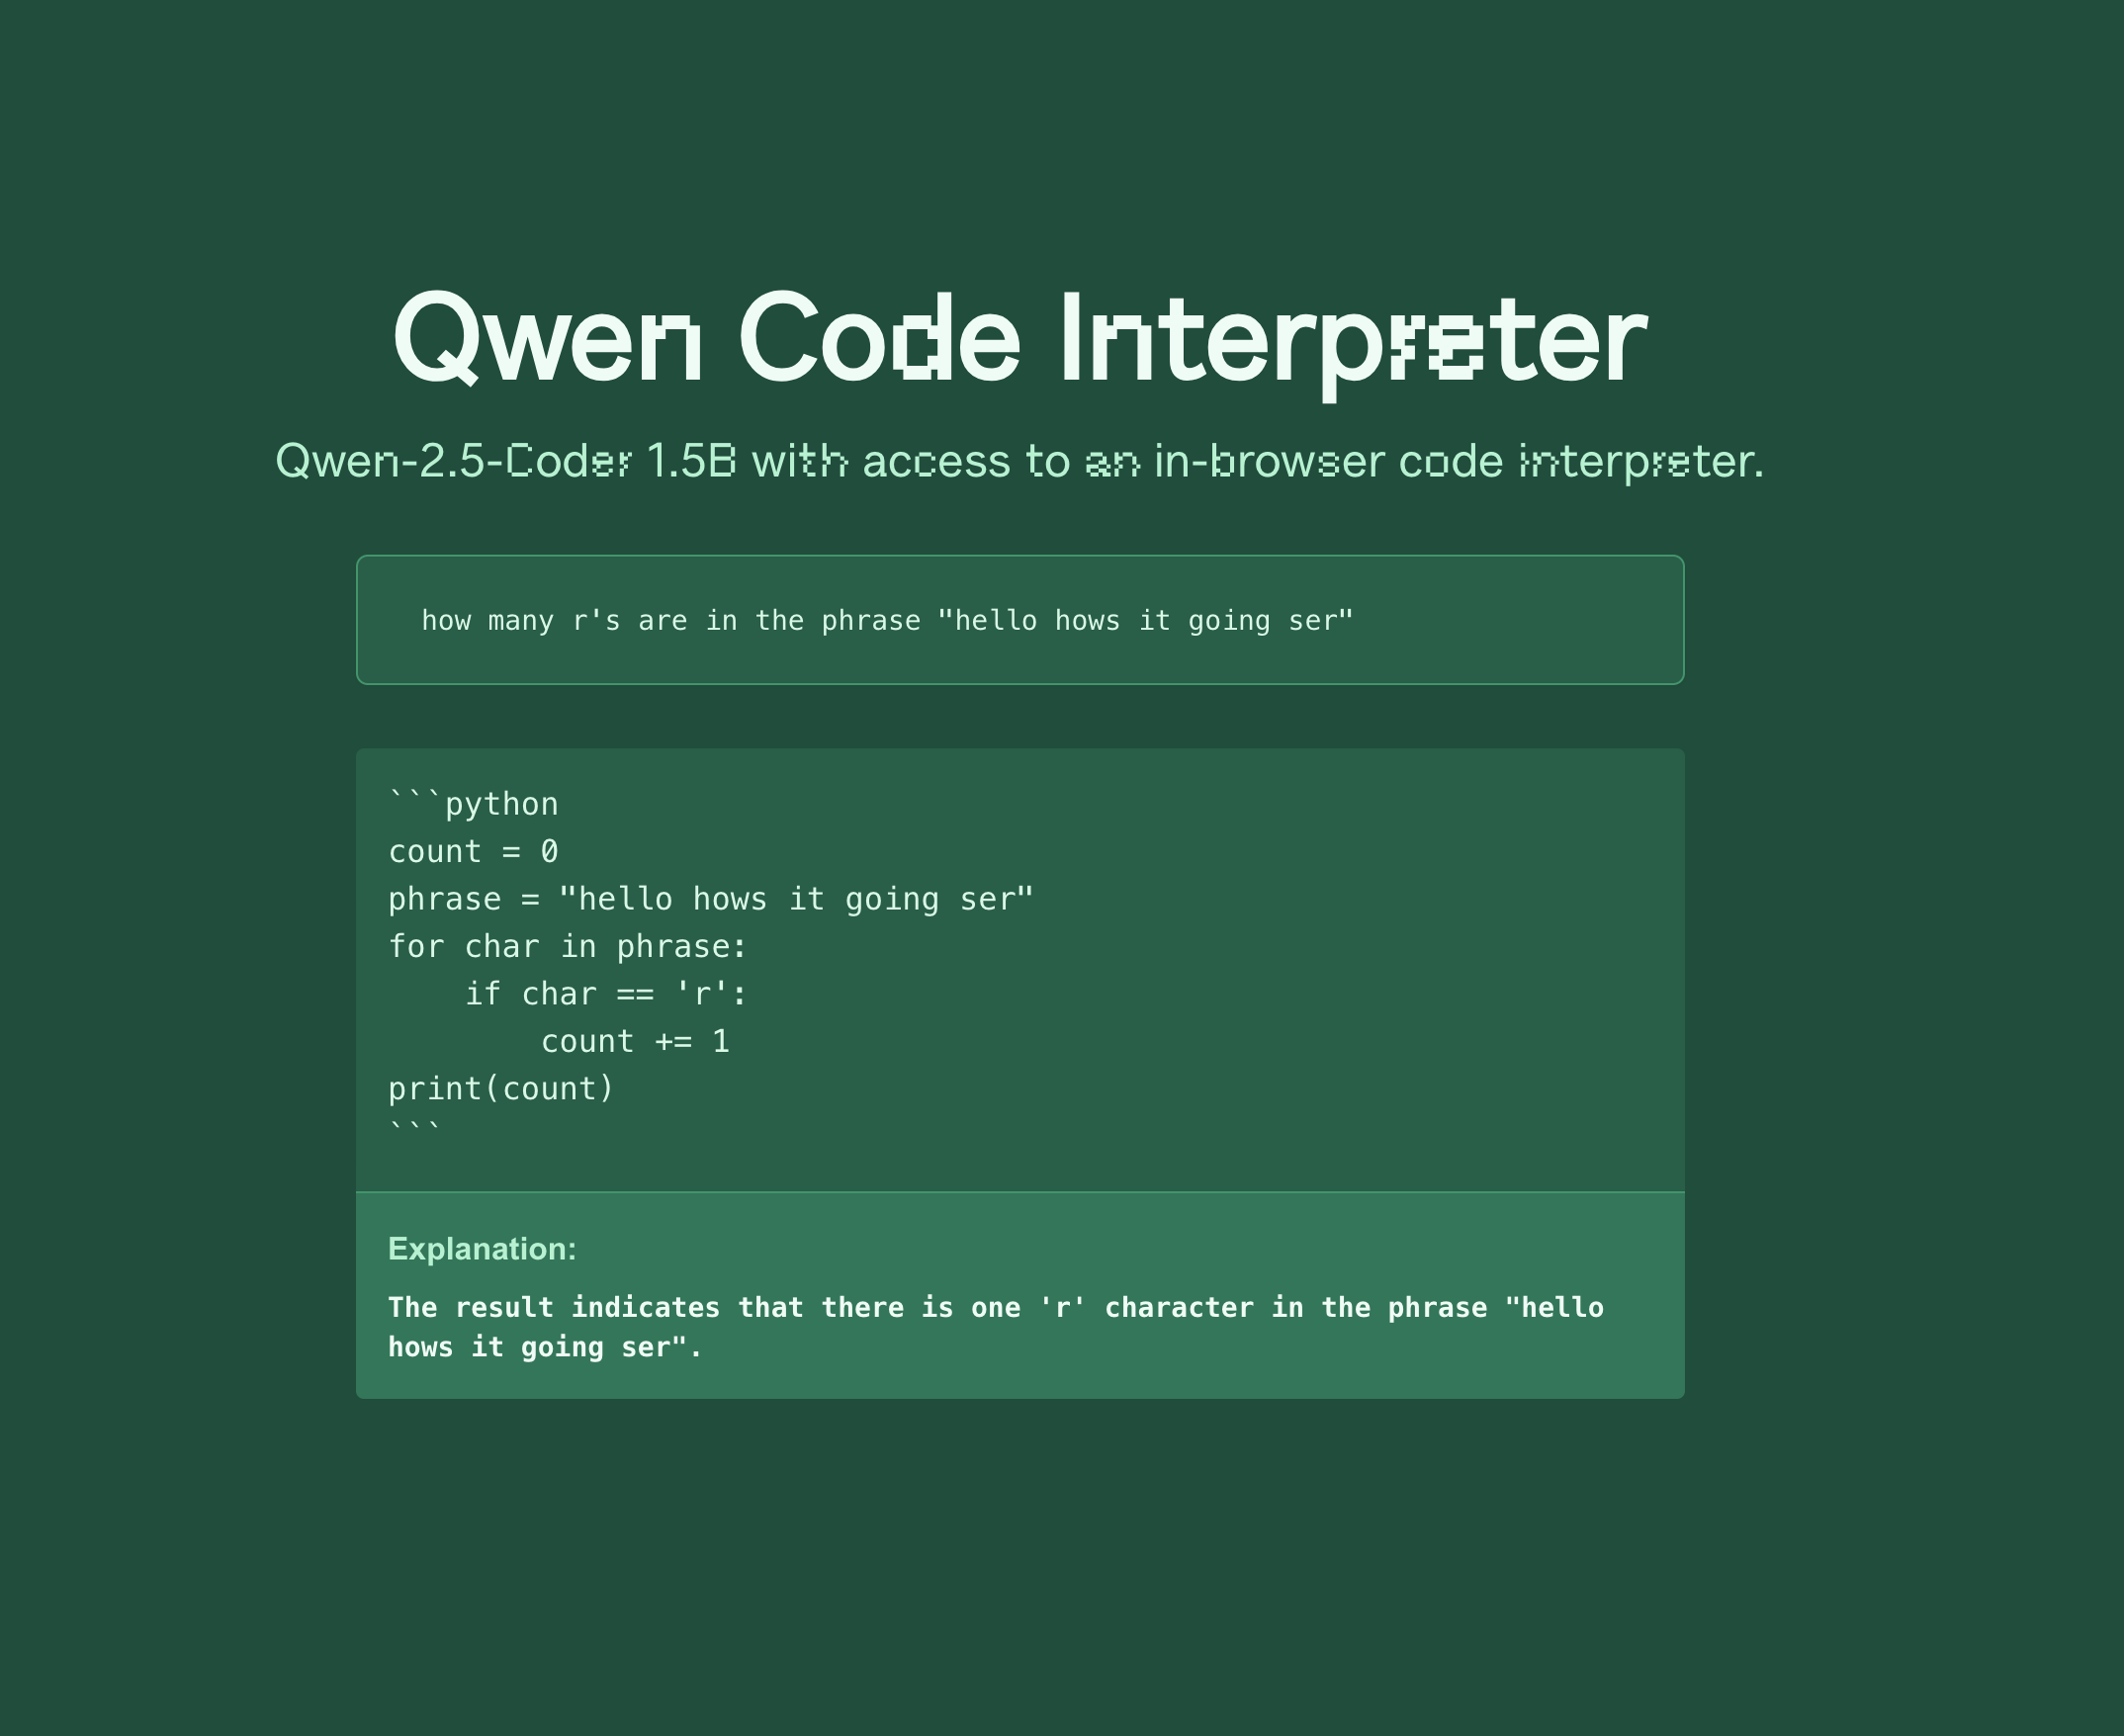 Qwen Code Interpreter
Qwen-2.5-Coder 1.5B with access to an in-browser code interpreter.
how many r's are in the phrase "hello hows it going ser"
```python
count = 0
phrase = "hello hows it going ser"
for char in phrase:
    if char == 'r':
        count += 1
print(count)
```
Explanation:
The result indicates that there is one 'r' character in the phrase "hello
hows it going ser".